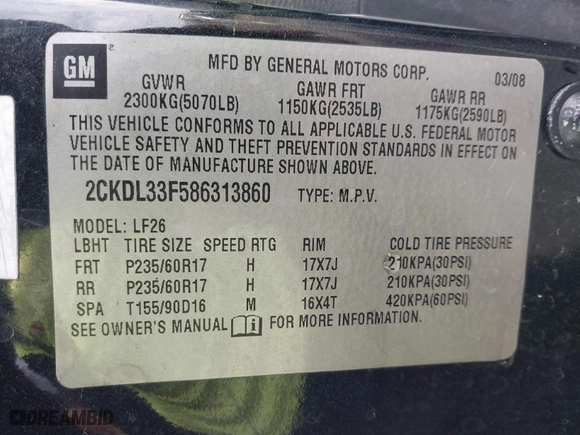 GM
MFD BY GENERAL MOTORS CORP. 03/08
GVWR GAWR FRT GAWR RR
2300KG(5070LB) 1150KG(2535LB) 1175KG(2590LB)
THIS VEHICLE CONFORMS TO ALL APPLICABLE U.S. FEDERAL MOTOR
VEHICLE SAFETY AND THEFT PREVENTION STANDARDS IN EFFECT ON
THE DATE OF MANUFACTURE SHOWN ABOVE.
2CKDL33F586313860 TYPE: M.P.V.
MODEL: LF26
LBHT TIRE SIZE SPEED RTG RIM COLD TIRE PRESSURE
FRT P235/60R17 H 17X7J 210KPA(30PSI)
RR P235/60R17 H 17X7J 210KPA(30PSI)
SPA T155/90D16 M 16X4T 420KPA(60PSI)
SEE OWNER'S MANUAL FOR MORE INFORMATION.
DREAMBID